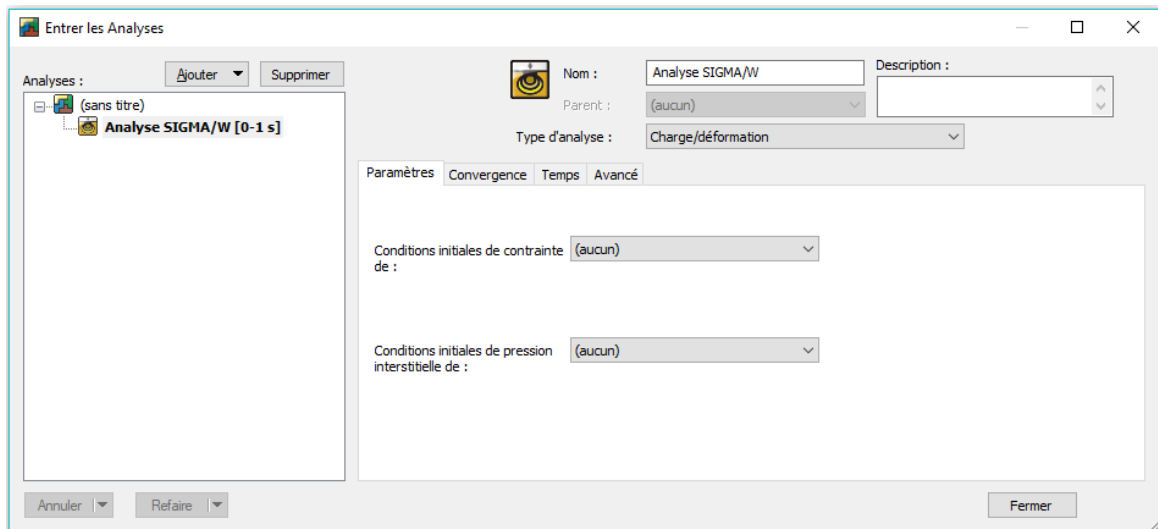 Entrer les Analyses
Analyses :
Ajouter
Supprimer
(sans titre)
Analyse SIGMA/W [0-1 s]
Nom :
Analyse SIGMA/W
Description :
Parent :
(aucun)
Type d'analyse :
Charge/déformation
Paramètres
Convergence
Temps
Avancé
Conditions initiales de contrainte
de :
(aucun)
Conditions initiales de pression
interstitielle de :
(aucun)
Annuler
Refaire
Fermer